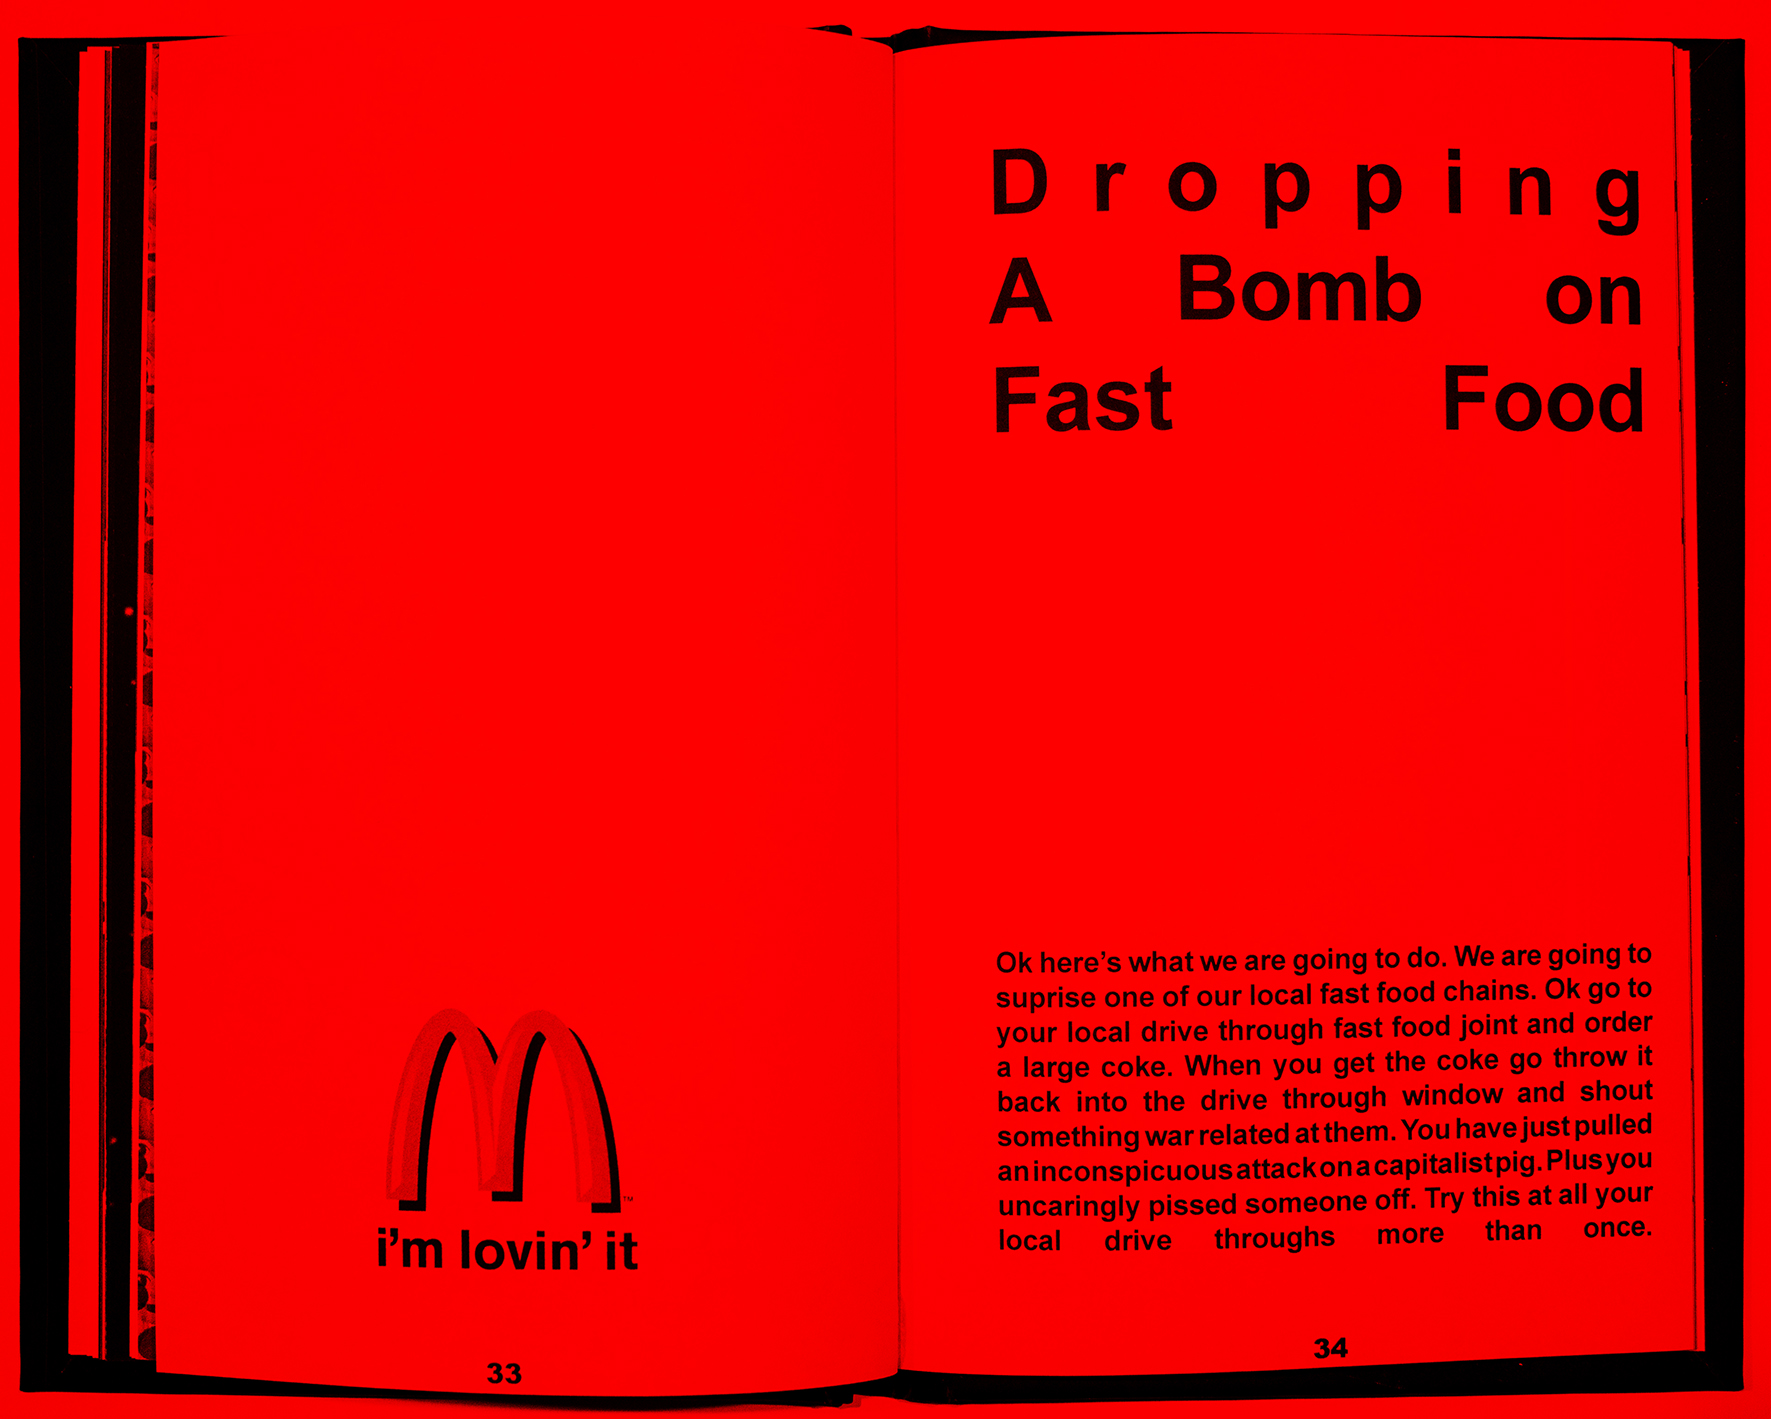 i'm lovin' it
TM
33
Dropping
A Bomb on
Fast Food
Ok here's what we are going to do. We are going to
suprise one of our local fast food chains. Ok go to
your local drive through fast food joint and order
a large coke. When you get the coke go throw it
back into the drive through window and shout
something war related at them. You have just pulled
an inconspicuous attack on a capitalist pig. Plus you
uncaringly pissed someone off. Try this at all your
local drive throughs more than once.
34